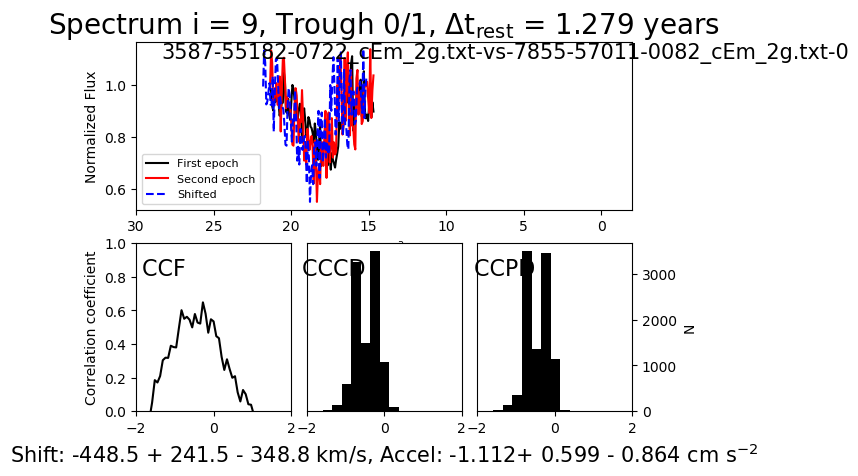 Spectrum i = 9, Trough 0/1, Δt_rest = 1.279 years
3587-55182-0722_cEm_2g.txt-vs-7855-57011-0082_cEm_2g.txt-0
Normalized Flux
1.0
0.8
0.6
First epoch
Second epoch
Shifted
30 25 20 15 10 5 0
Correlation coefficient
1.0
0.8
0.6
0.4
0.2
0.0
CCF
CCCD
CCPD
3000
2000
1000
0
N
−2 0 2
−2 0 2
−2 0 2
Shift: -448.5 + 241.5 - 348.8 km/s, Accel: -1.112+ 0.599 - 0.864 cm s⁻²